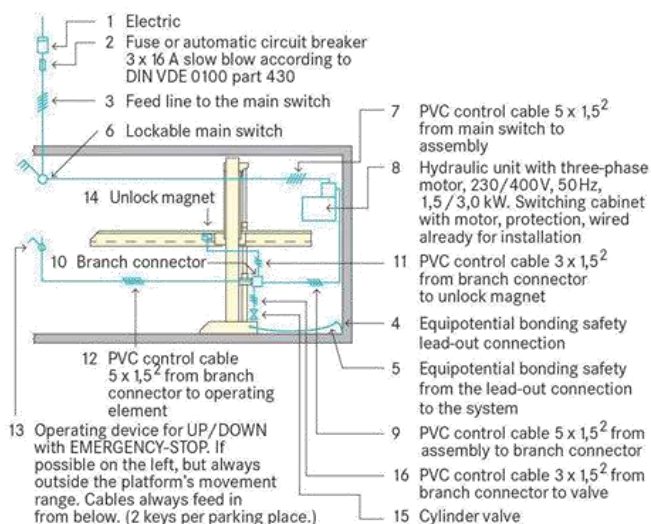 1 Electric
2 Fuse or automatic circuit breaker
3 x 16 A slow blow according to
DIN VDE 0100 part 430
3 Feed line to the main switch
6 Lockable main switch
14 Unlock magnet
10 Branch connector
12 PVC control cable
5 x 1,5² from branch
connector to operating
element
13 Operating device for UP/DOWN
with EMERGENCY-STOP. If
possible on the left, but always
outside the platform's movement
range. Cables always feed in
from below. (2 keys per parking place.)
7 PVC control cable 5 x 1,5²
from main switch to
assembly
8 Hydraulic unit with three-phase
motor, 230/400V, 50Hz,
1,5/3,0 kW. Switching cabinet
with motor, protection, wired
already for installation
11 PVC control cable 3 x 1,5²
from branch connector
to unlock magnet
4 Equipotential bonding safety
lead-out connection
5 Equipotential bonding safety
from the lead-out connection
to the system
9 PVC control cable 5 x 1,5² from
assembly to branch connector
16 PVC control cable 3 x 1,5² from
branch connector to valve
15 Cylinder valve